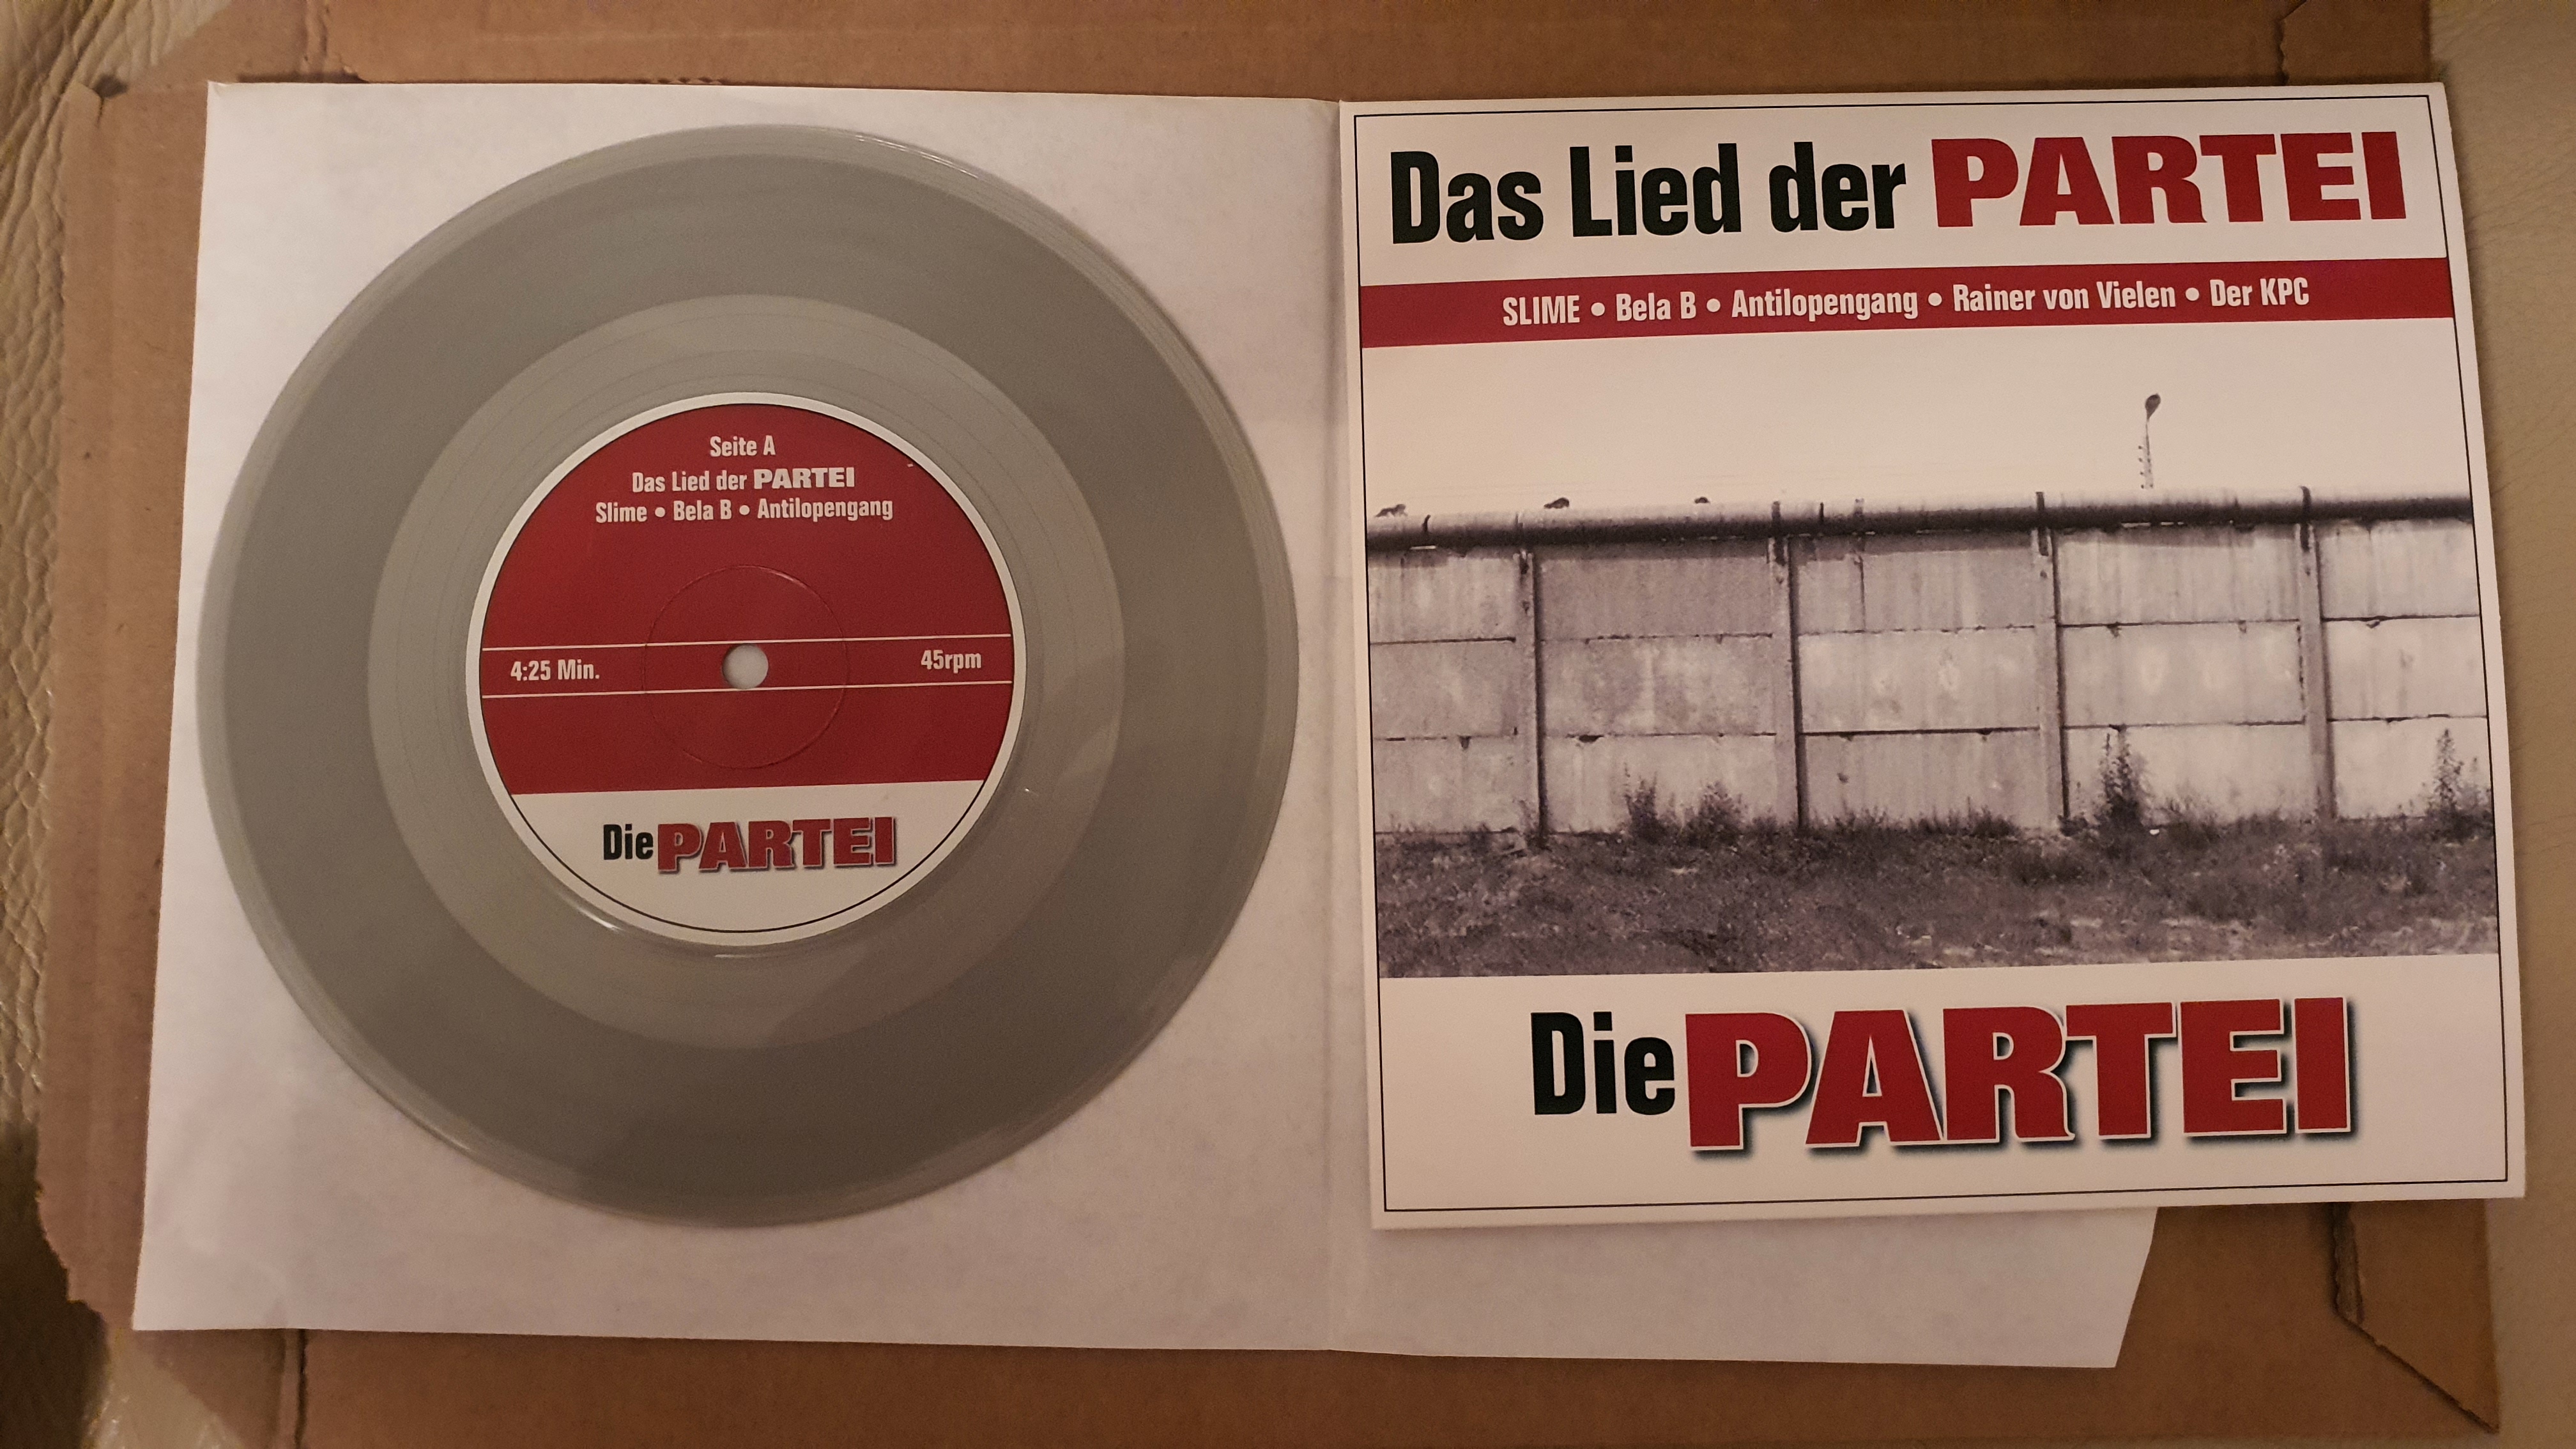 Seite A
Das Lied der PARTEI
Slime • Bela B • Antilopengang
4:25 Min.
45rpm
Die PARTEI
Das Lied der PARTEI
SLIME • Bela B • Antilopengang • Rainer von Vielen • Der KPC
Die PARTEI